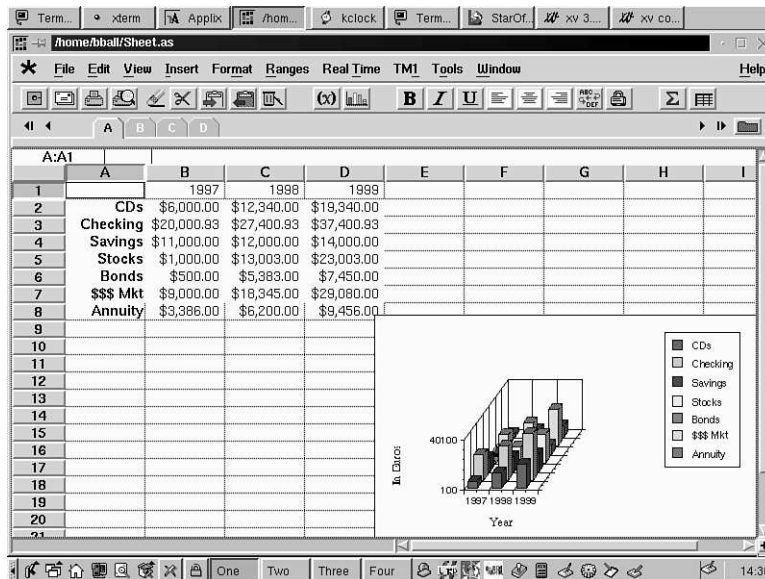 Term... xterm Applix /hom... kclock Term... StarOf... xv 3.... xv co...
/home/bball/Sheet.as
File Edit View Insert Format Ranges Real Time TM1 Tools Window Help
(x) B I U ABC DEF Σ
A B C D
A:A1
A B C D E F G H I
1 1997 1998 1999
2 CDs $6,000.00 $12,340.00 $19,340.00
3 Checking $20,000.93 $27,400.93 $37,400.93
4 Savings $11,000.00 $12,000.00 $14,000.00
5 Stocks $1,000.00 $13,003.00 $23,003.00
6 Bonds $500.00 $5,383.00 $7,450.00
7 $$$ Mkt $9,000.00 $18,345.00 $29,080.00
8 Annuity $3,386.00 $6,200.00 $9,456.00
9
10
11
12
13
14
15
16
17
18
19
20
21
CDs
Checking
Savings
Stocks
Bonds
$$$ Mkt
Annuity
40100
In Euros
100
1997 1998 1999
Year
One Two Three Four 14:3